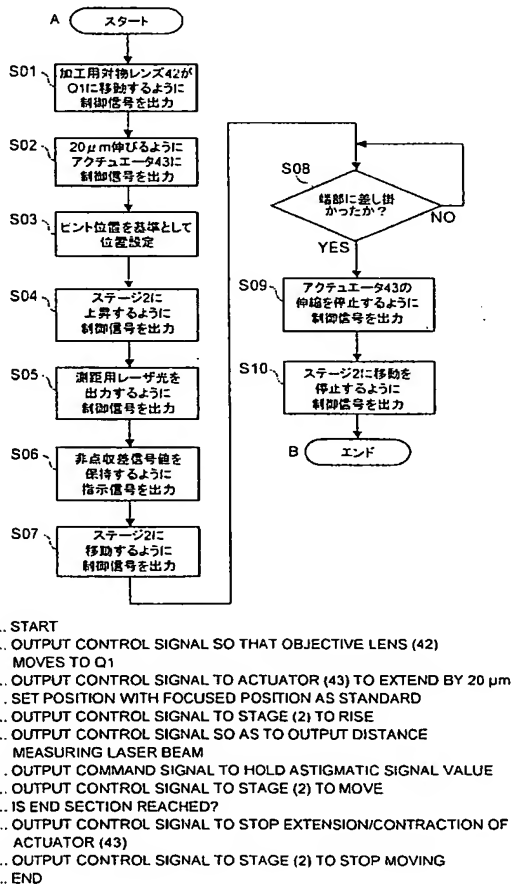 A
スタート
S01
加工用対物レンズ42が
Q1に移動するように
制御信号を出力
S02
20μm伸びるように
アクチュエータ43に
制御信号を出力
S03
ピント位置を基準として
位置設定
S04
ステージ2に
上昇するように
制御信号を出力
S05
測距用レーザ光を
出力するように
制御信号を出力
S06
非点収差信号値を
保持するように
指示信号を出力
S07
ステージ2に
移動するように
制御信号を出力
S08
端部に差し掛
かったか?
NO
YES
S09
アクチュエータ43の
伸縮を停止するように
制御信号を出力
S10
ステージ2に移動を
停止するように
制御信号を出力
B
エンド
.. START
.. OUTPUT CONTROL SIGNAL SO THAT OBJECTIVE LENS (42)
MOVES TO Q1
.. OUTPUT CONTROL SIGNAL TO ACTUATOR (43) TO EXTEND BY 20 μm
. SET POSITION WITH FOCUSED POSITION AS STANDARD
.. OUTPUT CONTROL SIGNAL TO STAGE (2) TO RISE
.. OUTPUT CONTROL SIGNAL SO AS TO OUTPUT DISTANCE
MEASURING LASER BEAM
. OUTPUT COMMAND SIGNAL TO HOLD ASTIGMATIC SIGNAL VALUE
.. OUTPUT CONTROL SIGNAL TO STAGE (2) TO MOVE
.. IS END SECTION REACHED?
.. OUTPUT CONTROL SIGNAL TO STOP EXTENSION/CONTRACTION OF
ACTUATOR (43)
.. OUTPUT CONTROL SIGNAL TO STAGE (2) TO STOP MOVING
.. END